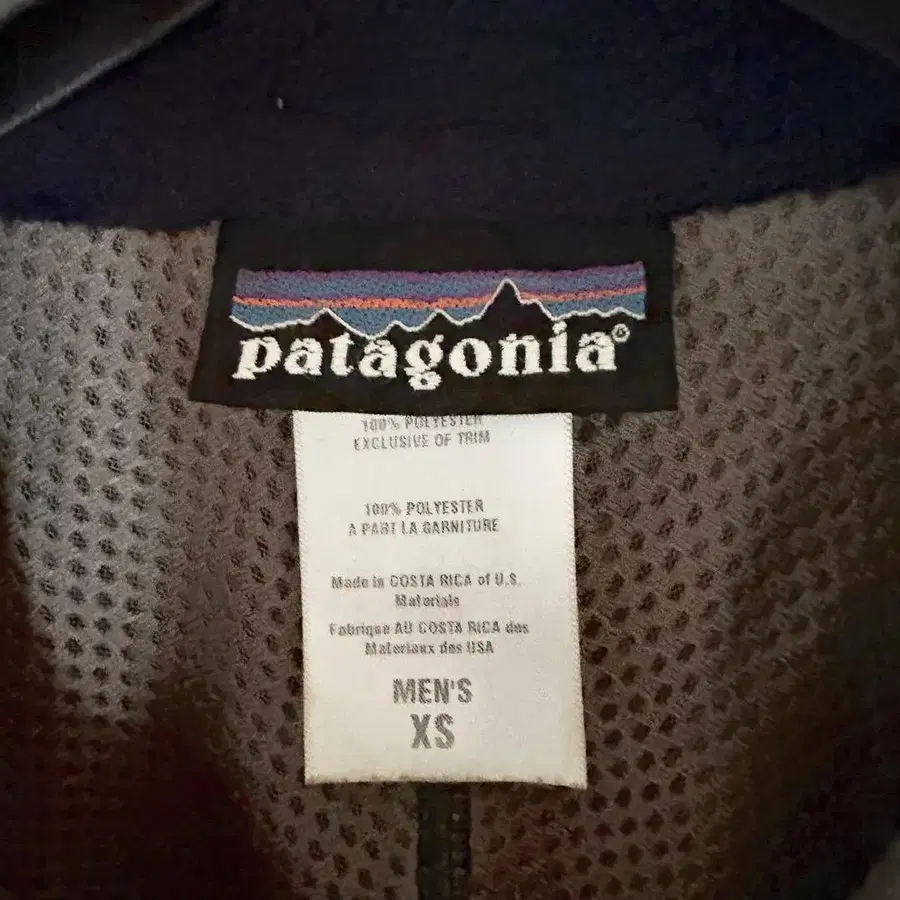 patagonia®
100% POLYESTER
EXCLUSIVE OF TRIM
100% POLYESTER
A PART LA GARNITURE
Made in COSTA RICA of U.S.
Materials
Fabrique AU COSTA RICA des
Materiaux des USA
MEN'S
XS